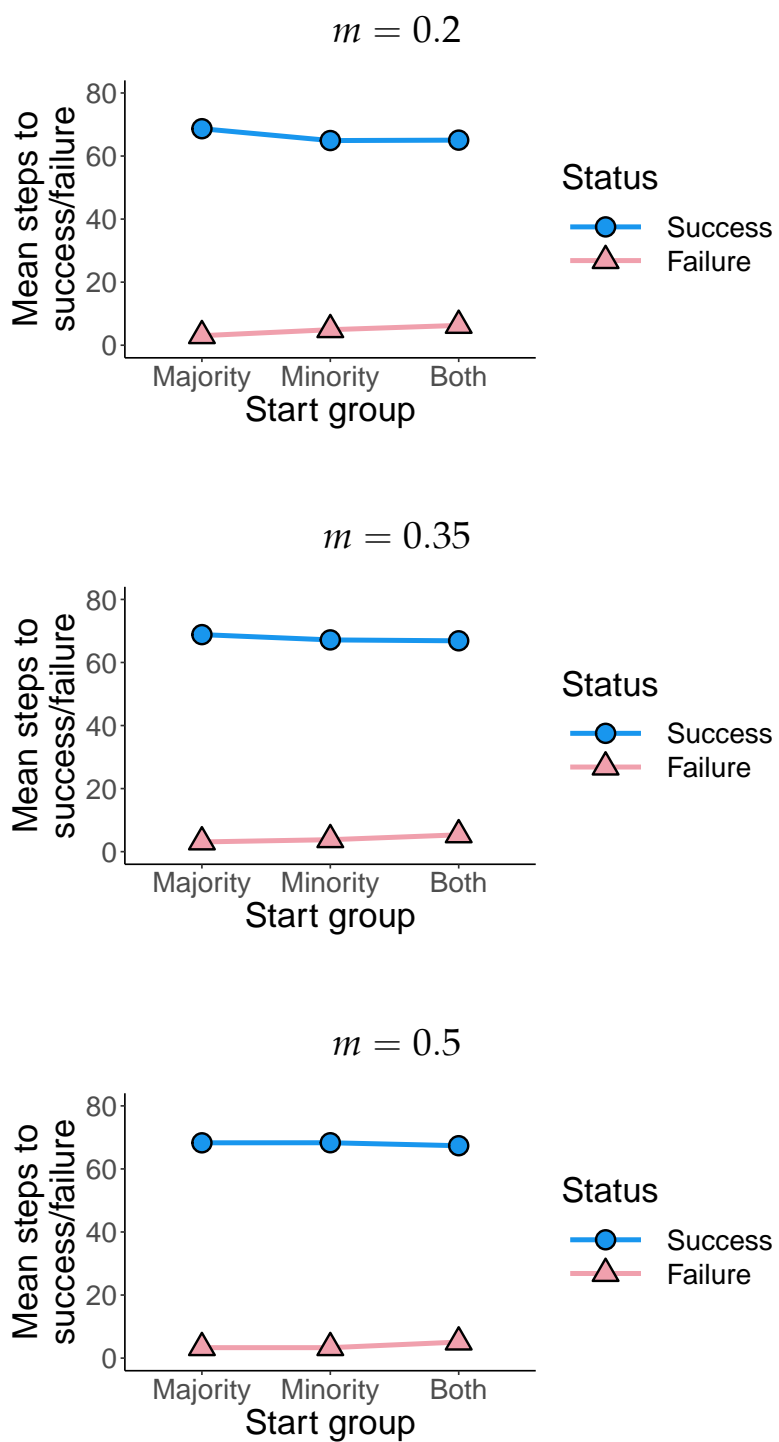 m = 0.2
Mean steps to
success/failure
80
60
40
20
0
Majority Minority Both
Start group
Status
Success
Failure
m = 0.35
Mean steps to
success/failure
80
60
40
20
0
Majority Minority Both
Start group
Status
Success
Failure
m = 0.5
Mean steps to
success/failure
80
60
40
20
0
Majority Minority Both
Start group
Status
Success
Failure